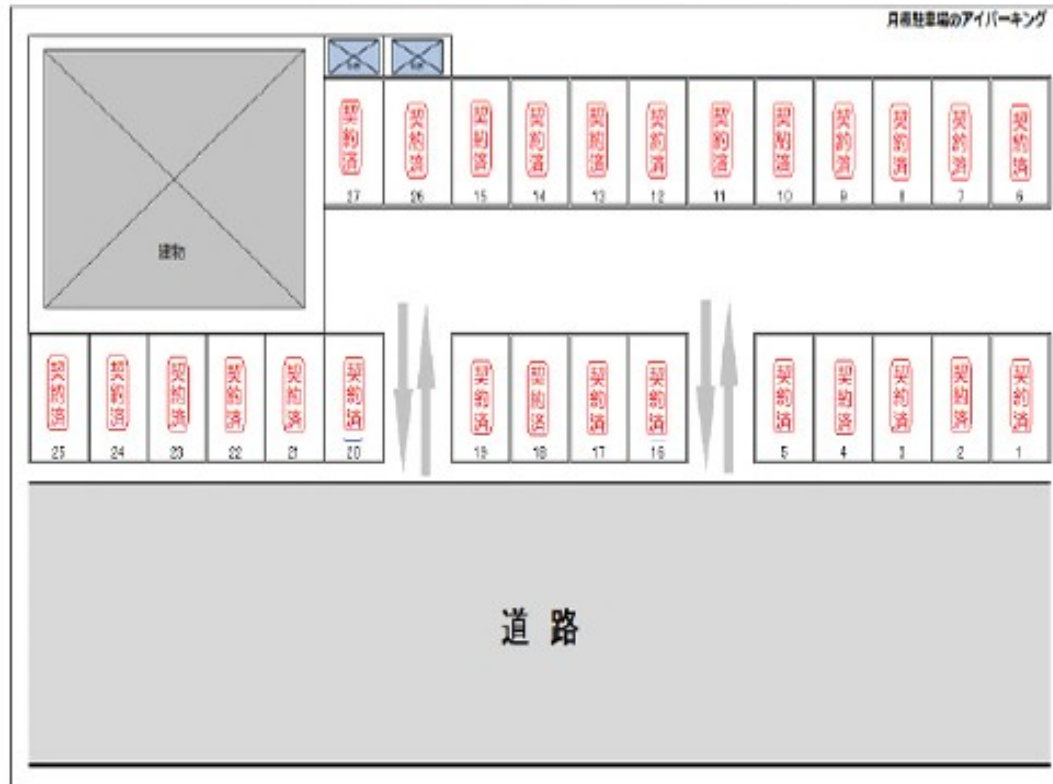 月極駐車場のアイパーキング
契約済 契約済 契約済 契約済 契約済 契約済 契約済 契約済 契約済 契約済 契約済 契約済
27 26 15 14 13 12 11 10 9 8 7 6
建物
契約済 契約済 契約済 契約済 契約済 契約済 契約済 契約済 契約済 契約済 契約済 契約済 契約済 契約済 契約済
25 24 23 22 21 20 19 18 17 16 5 4 3 2 1
道路